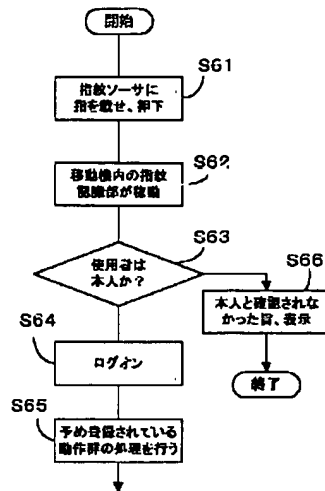 開始
S61
指紋ソーサに
指を載せ、押下
S62
移動機内の指紋
認識部が稼動
S63
使用者は
本人か？
S66
本人と確認されな
かった旨、表示
終了
S64
ログイン
S65
予め登録されている
動作群の処理を行う